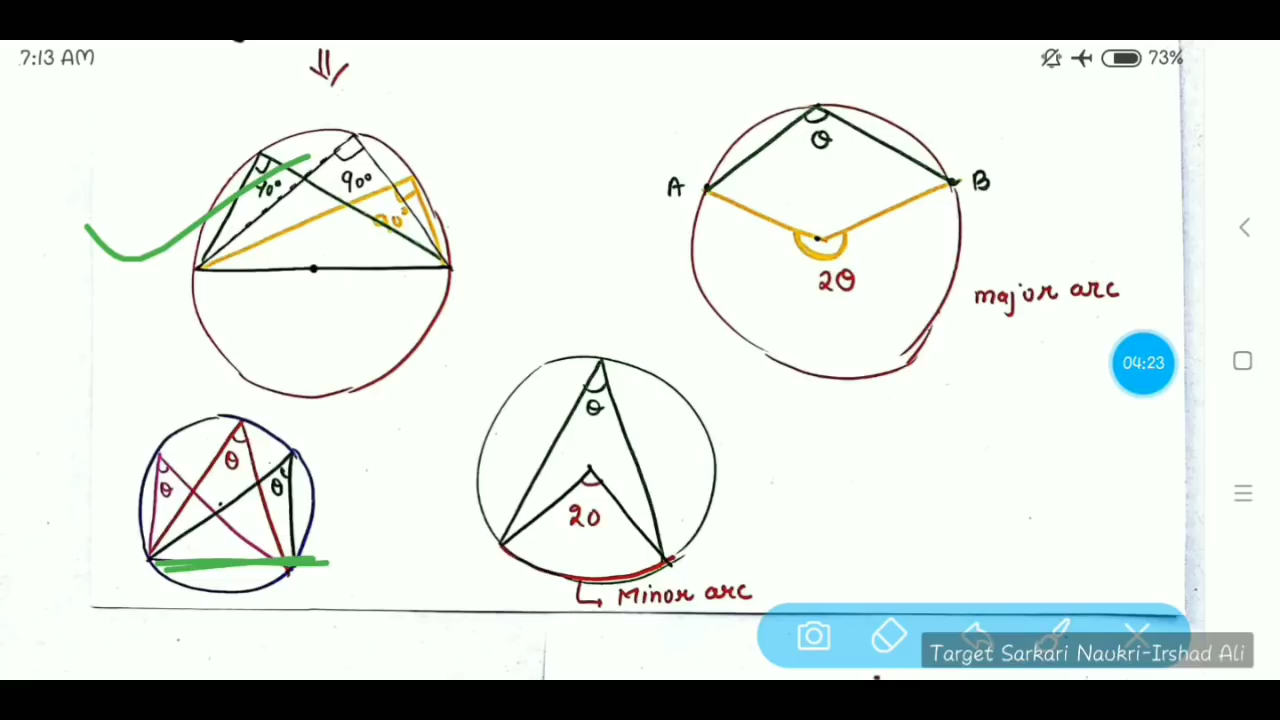 7:13 AM
73%
90°
90°
90°
θ
A
B
2θ
major arc
04:23
θ
θ
θ
θ
2θ
Minor arc
Target Sarkari Naukri-Irshad Ali